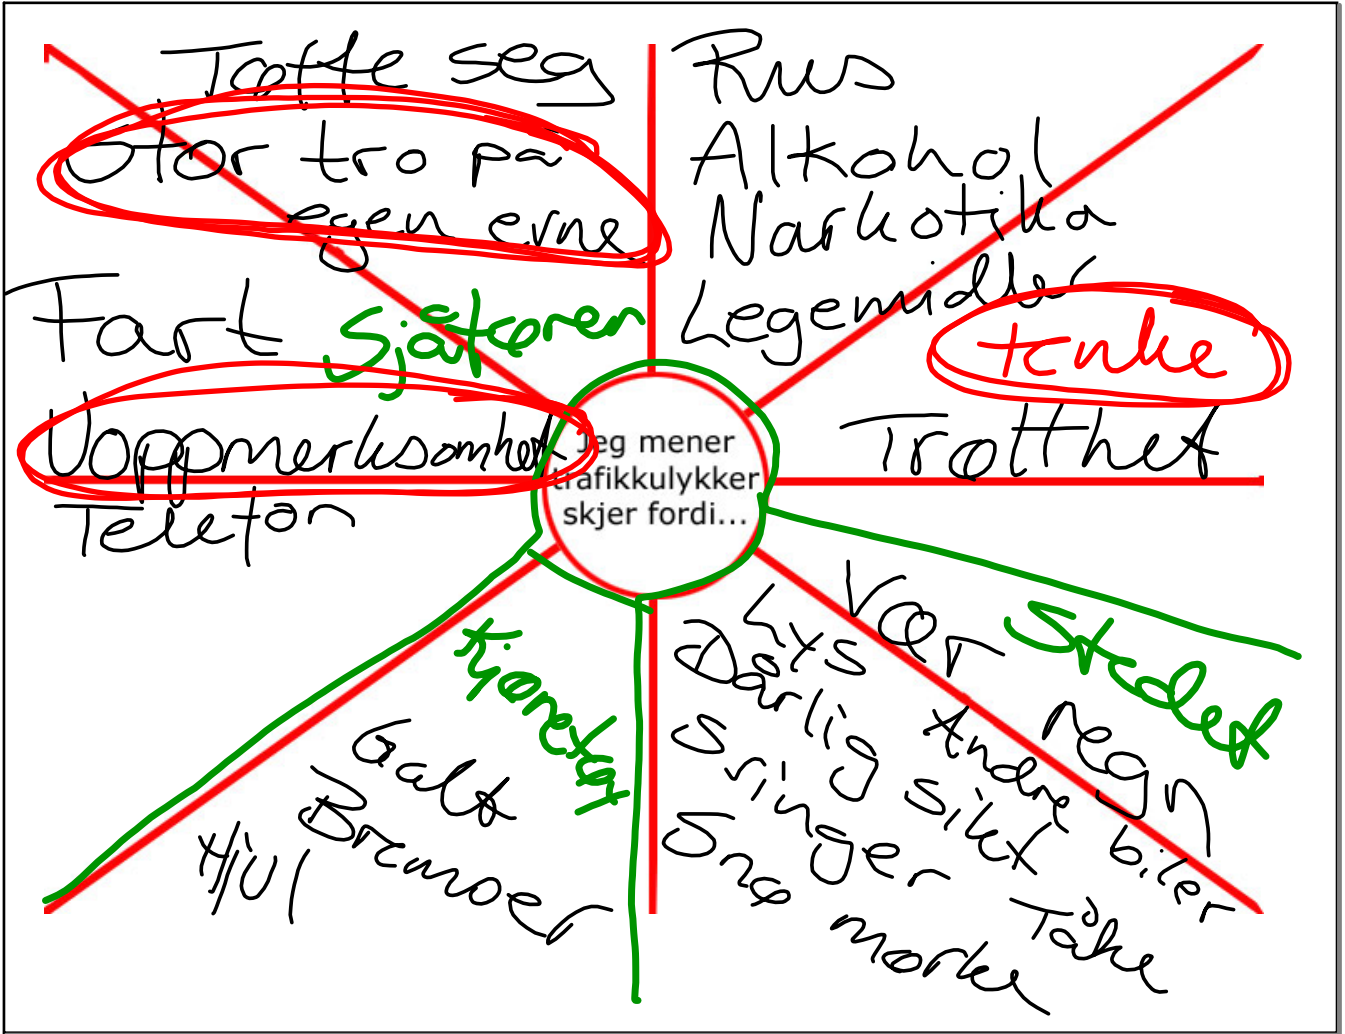 Tøffe seg
Stor tro på
egen evne
Fart
Sjåføren
Uoppmerksomhet
Telefon
Rus
Alkohol
Narkotika
Legemidler
tenke
Trøtthet
Jeg mener
trafikkulykker
skjer fordi...
Kjøretøy
Galt
Bremser
Hjul
Stedet
Vær
regn
Lys
Dårlig sikt
Andre biler
Svinger
Snø
Tåke
mørke